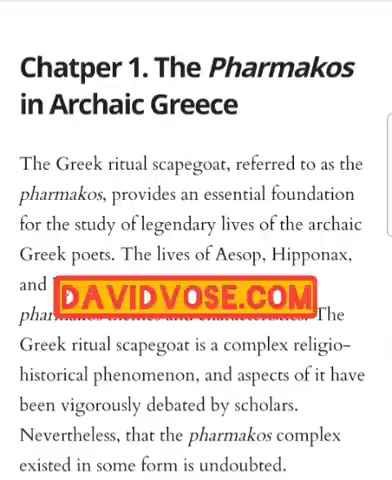 Chatper 1. The Pharmakos
in Archaic Greece
The Greek ritual scapegoat, referred to as the
pharmakos, provides an essential foundation
for the study of legendary lives of the archaic
Greek poets. The lives of Aesop, Hipponax,
and
DAVIDVOSE.COM
The
Greek ritual scapegoat is a complex religio-
historical phenomenon, and aspects of it have
been vigorously debated by scholars.
Nevertheless, that the pharmakos complex
existed in some form is undoubted.